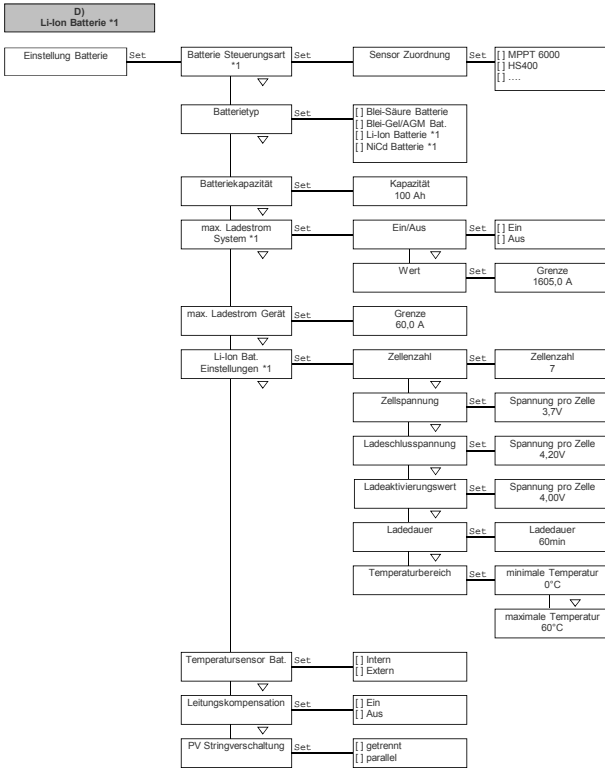 D)
Li-Ion Batterie *1
Einstellung Batterie
Set
Batterie Steuerungsart
*1
Set
Sensor Zuordnung
Set
[ ] MPPT 6000
[ ] HS400
[ ] ....
Batterietyp
Set
[ ] Blei-Säure Batterie
[ ] Blei-Gel/AGM Bat.
[ ] Li-Ion Batterie *1
[ ] NiCd Batterie *1
Batteriekapazität
Set
Kapazität
100 Ah
max. Ladestrom
System *1
Set
Ein/Aus
Set
[ ] Ein
[ ] Aus
Wert
Set
Grenze
1605,0 A
max. Ladestrom Gerät
Set
Grenze
60,0 A
Li-Ion Bat.
Einstellungen *1
Set
Zellenzahl
Set
Zellenzahl
7
Zellspannung
Set
Spannung pro Zelle
3,7V
Ladeschlusspannung
Set
Spannung pro Zelle
4,20V
Ladeaktivierungswert
Set
Spannung pro Zelle
4,00V
Ladedauer
Set
Ladedauer
60min
Temperaturbereich
Set
minimale Temperatur
0°C
maximale Temperatur
60°C
Temperatursensor Bat.
Set
[ ] Intern
[ ] Extern
Leitungskompensation
Set
[ ] Ein
[ ] Aus
PV Stringverschaltung
Set
[ ] getrennt
[ ] parallel